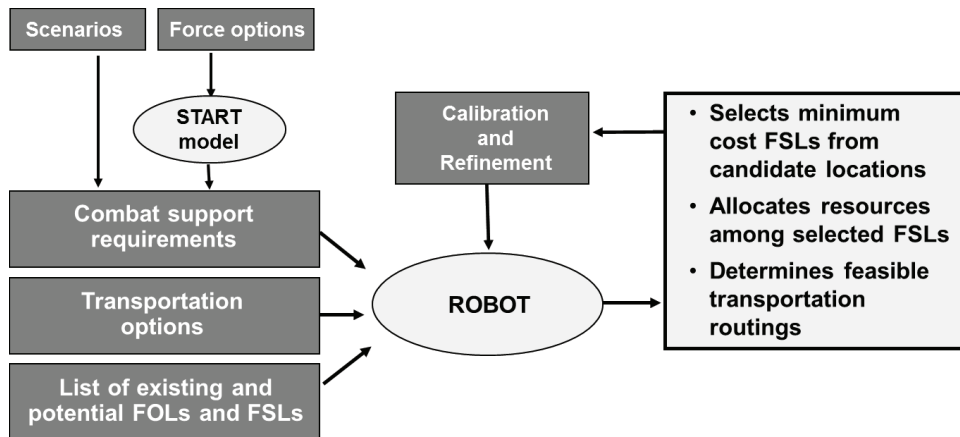 Scenarios
Force options
START
model
Combat support
requirements
Transportation
options
List of existing and
potential FOLs and FSLs
Calibration
and
Refinement
ROBOT
• Selects minimum
cost FSLs from
candidate locations
• Allocates resources
among selected FSLs
• Determines feasible
transportation
routings